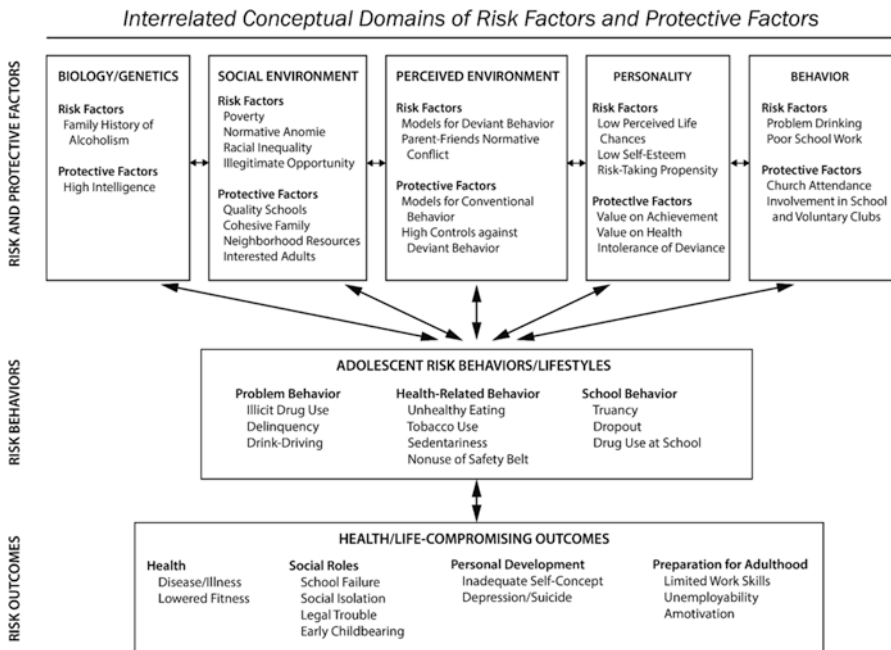 Interrelated Conceptual Domains of Risk Factors and Protective Factors
RISK AND PROTECTIVE FACTORS
BIOLOGY/GENETICS
Risk Factors
Family History of
Alcoholism
Protective Factors
High Intelligence
SOCIAL ENVIRONMENT
Risk Factors
Poverty
Normative Anomie
Racial Inequality
Illegitimate Opportunity
Protective Factors
Quality Schools
Cohesive Family
Neighborhood Resources
Interested Adults
PERCEIVED ENVIRONMENT
Risk Factors
Models for Deviant Behavior
Parent-Friends Normative
Conflict
Protective Factors
Models for Conventional
Behavior
High Controls against
Deviant Behavior
PERSONALITY
Risk Factors
Low Perceived Life
Chances
Low Self-Esteem
Risk-Taking Propensity
Protective Factors
Value on Achievement
Value on Health
Intolerance of Deviance
BEHAVIOR
Risk Factors
Problem Drinking
Poor School Work
Protective Factors
Church Attendance
Involvement in School
and Voluntary Clubs
RISK BEHAVIORS
ADOLESCENT RISK BEHAVIORS/LIFESTYLES
Problem Behavior
Illicit Drug Use
Delinquency
Drink-Driving
Health-Related Behavior
Unhealthy Eating
Tobacco Use
Sedentariness
Nonuse of Safety Belt
School Behavior
Truancy
Dropout
Drug Use at School
RISK OUTCOMES
HEALTH/LIFE-COMPROMISING OUTCOMES
Health
Disease/Illness
Lowered Fitness
Social Roles
School Failure
Social Isolation
Legal Trouble
Early Childbearing
Personal Development
Inadequate Self-Concept
Depression/Suicide
Preparation for Adulthood
Limited Work Skills
Unemployability
Amotivation